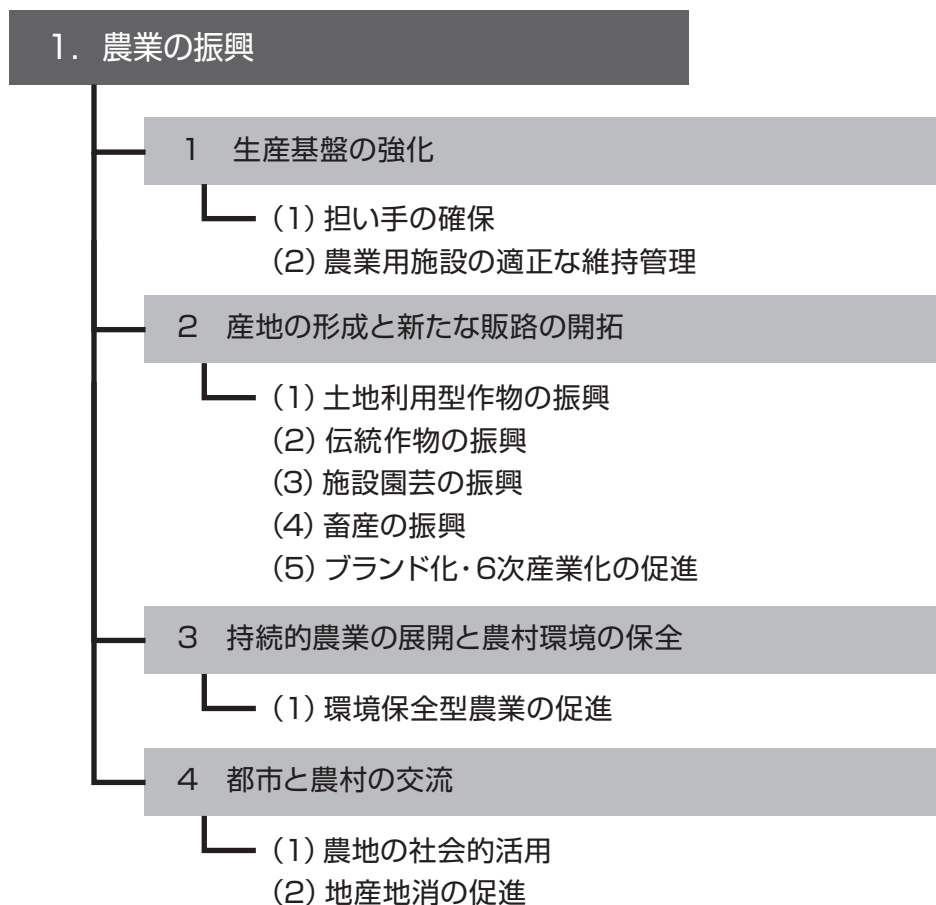 1．農業の振興
1　生産基盤の強化
（1）担い手の確保
（2）農業用施設の適正な維持管理
2　産地の形成と新たな販路の開拓
（1）土地利用型作物の振興
（2）伝統作物の振興
（3）施設園芸の振興
（4）畜産の振興
（5）ブランド化・6次産業化の促進
3　持続的農業の展開と農村環境の保全
（1）環境保全型農業の促進
4　都市と農村の交流
（1）農地の社会的活用
（2）地産地消の促進